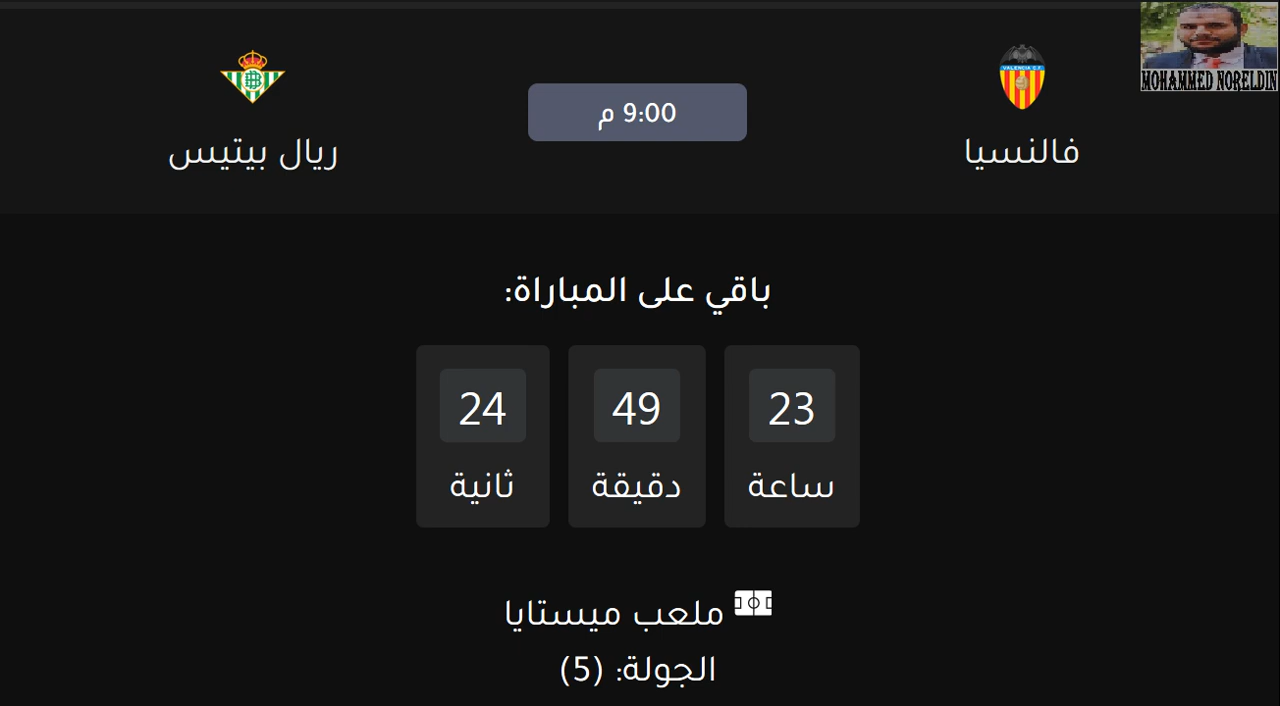 MOHAMMED NORELDIN
VALENCIA C.F
فالنسيا
9:00 م
ريال بيتيس
باقي على المباراة:
23 49 24
ساعة دقيقة ثانية
ملعب ميستايا
الجولة: (5)